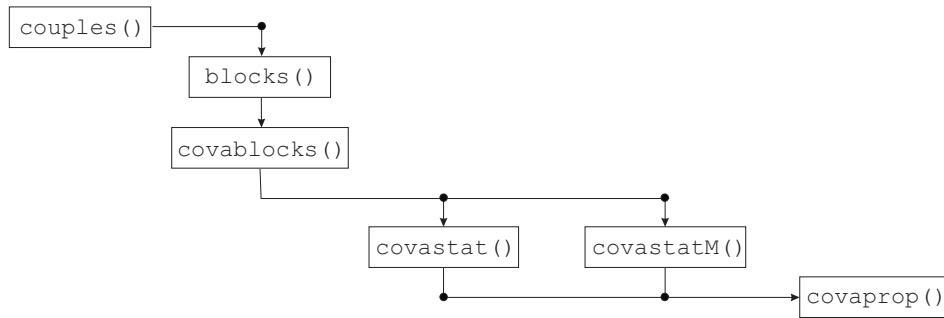 couples()
blocks()
covablocks()
covastat()
covastatM()
covaprop()